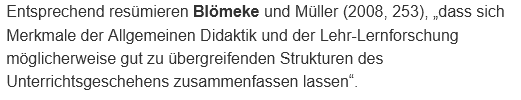 Entsprechend resümieren Blömeke und Müller (2008, 253), „dass sich
Merkmale der Allgemeinen Didaktik und der Lehr-Lernforschung
möglicherweise gut zu übergreifenden Strukturen des
Unterrichtsgeschehens zusammenfassen lassen“.